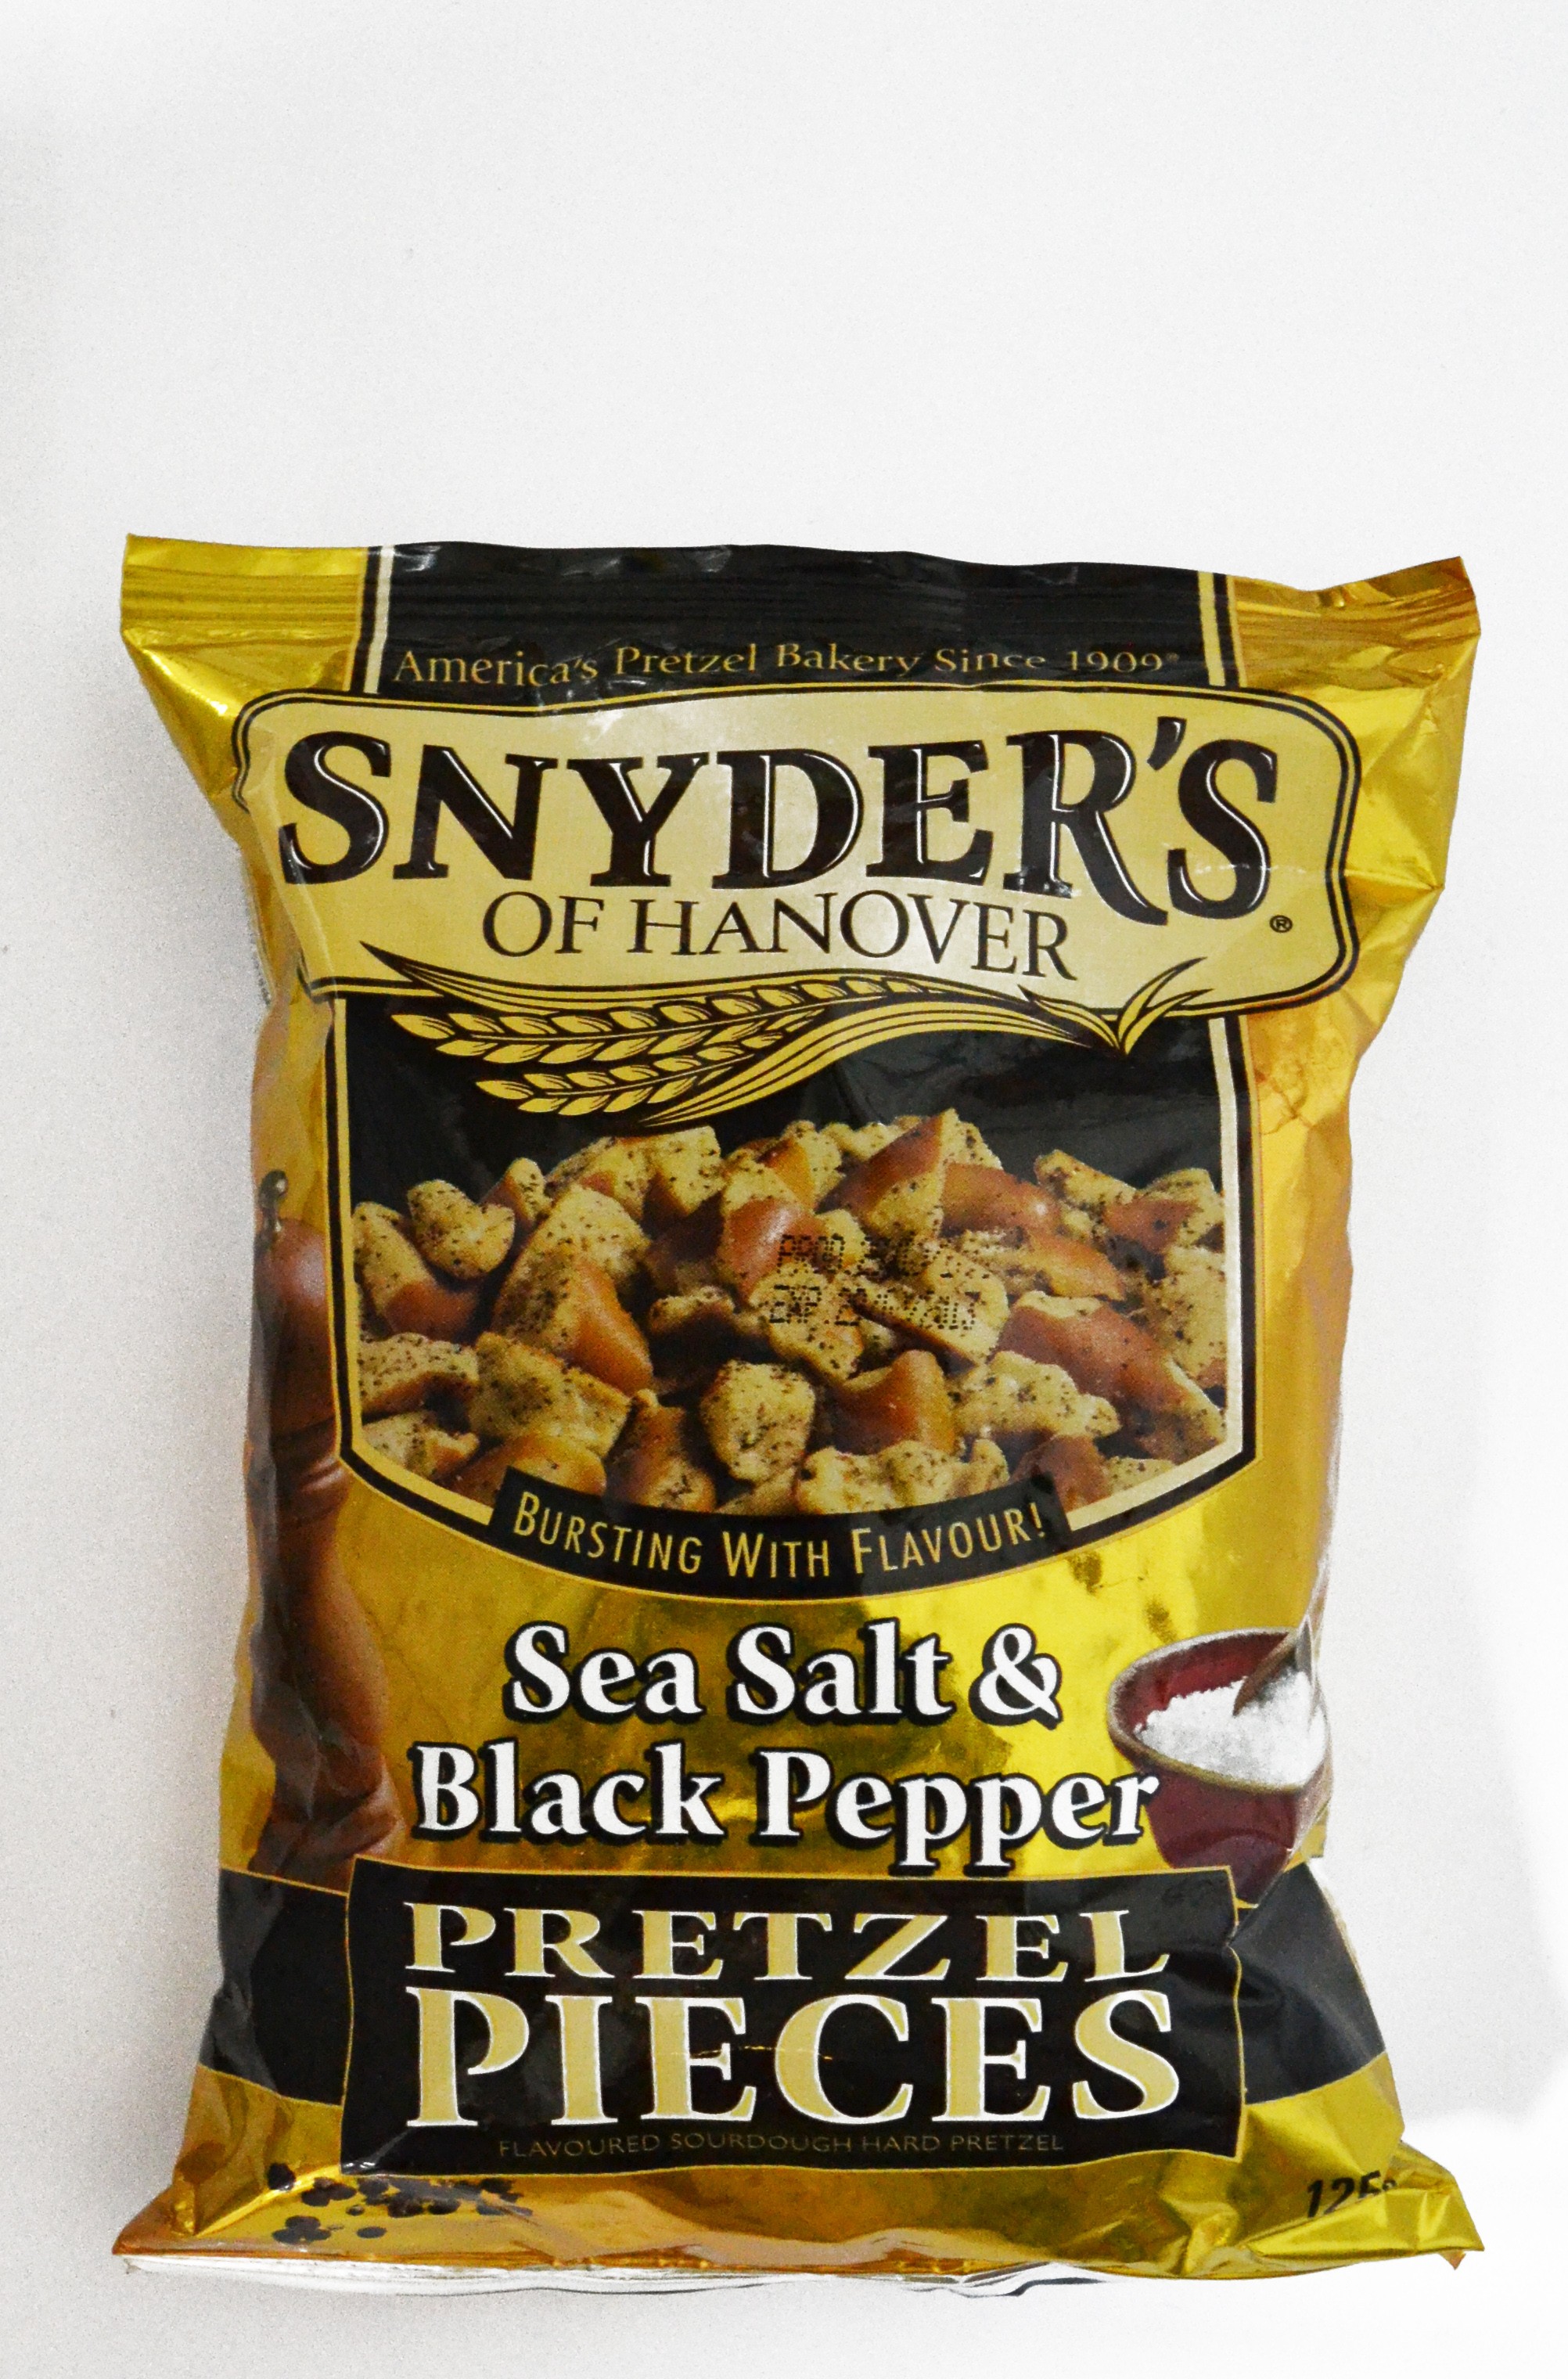 America's Pretzel Bakery Since 1909®
SNYDER'S
OF HANOVER®
BURSTING WITH FLAVOUR!
Sea Salt &
Black Pepper
PRETZEL
PIECES
FLAVOURED SOURDOUGH HARD PRETZEL
125g